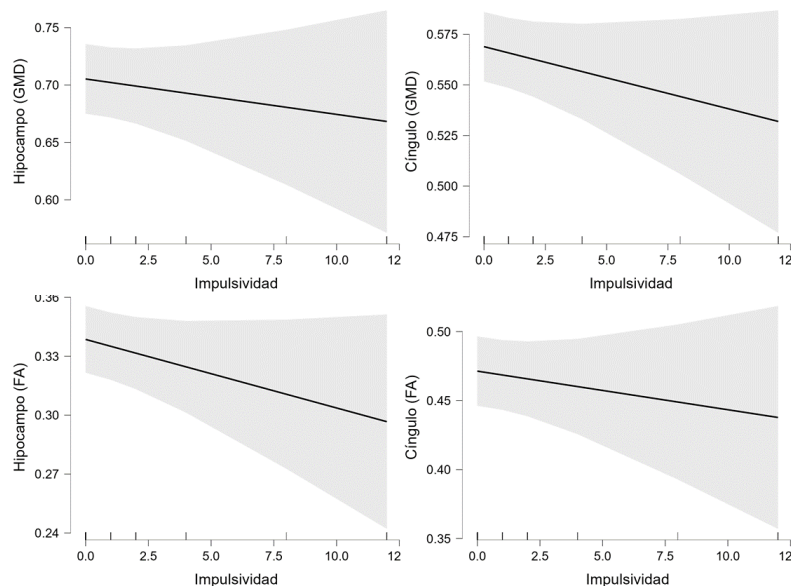 Hipocampo (GMD)
0.75
0.70
0.65
0.60
0.0 2.5 5.0 7.5 10.0 12
Impulsividad
Cíngulo (GMD)
0.575
0.550
0.525
0.500
0.475
0.0 2.5 5.0 7.5 10.0 12
Impulsividad
Hipocampo (FA)
0.36
0.33
0.30
0.27
0.24
0.0 2.5 5.0 7.5 10.0 12
Impulsividad
Cíngulo (FA)
0.50
0.45
0.40
0.35
0.0 2.5 5.0 7.5 10.0 12
Impulsividad